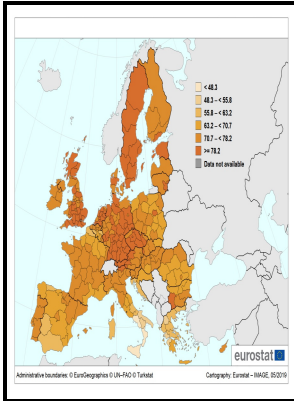 < 48.3
48.3 – < 55.8
55.8 – < 63.2
63.2 – < 70.7
70.7 – < 78.2
>= 78.2
Data not available
eurostat
Administrative boundaries: © EuroGeographics © UN–FAO © Turkstat
Cartography: Eurostat – IMAGE, 05/2019